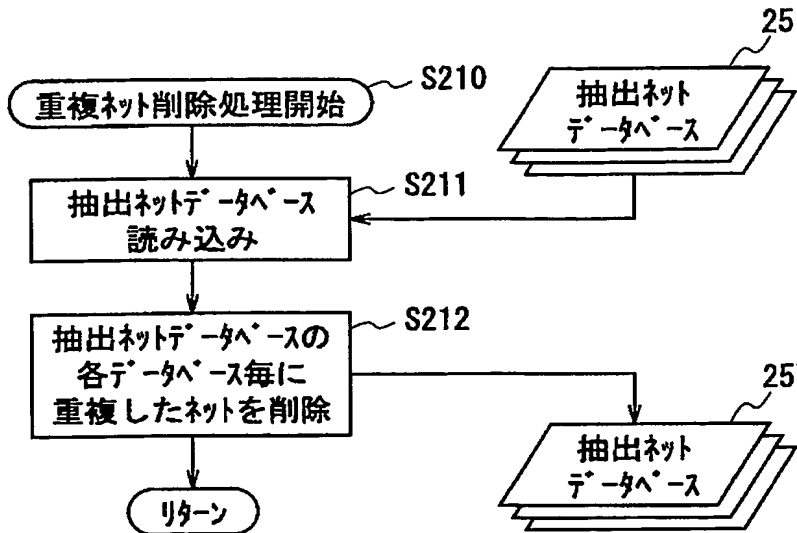 25
抽出ネット
データベース
S210
重複ネット削除処理開始
S211
抽出ネットデータベース
読み込み
S212
抽出ネットデータベースの
各データベース毎に
重複したネットを削除
25
抽出ネット
データベース
リターン